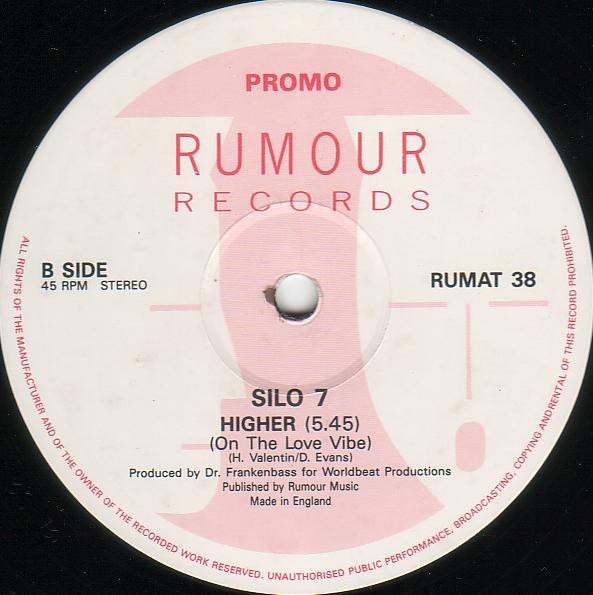 PROMO
RUMOUR
RECORDS
B SIDE
45 RPM STEREO
RUMAT 38
SILO 7
HIGHER (5.45)
(On The Love Vibe)
(H. Valentin/D. Evans)
Produced by Dr. Frankenbass for Worldbeat Productions
Published by Rumour Music
Made in England
ALL RIGHTS OF THE MANUFACTURER AND OF THE OWNER OF THE RECORDED WORK RESERVED. UNAUTHORISED PUBLIC PERFORMANCE, BROADCASTING, COPYING AND RENTAL OF THIS RECORD PROHIBITED.